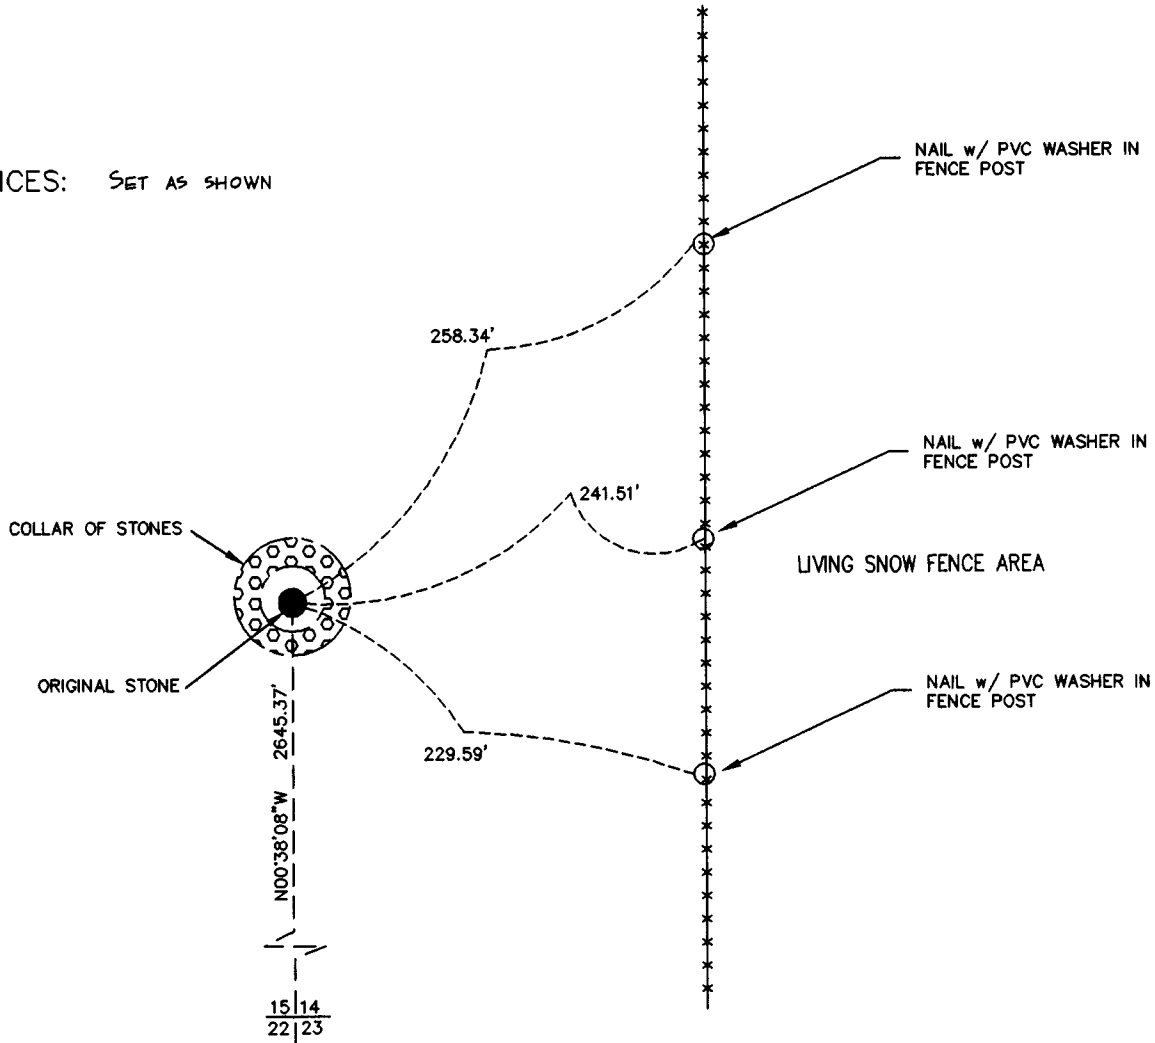 NAIL w/ PVC WASHER IN
FENCE POST
ICES: SET AS SHOWN
258.34'
NAIL w/ PVC WASHER IN
FENCE POST
241.51'
COLLAR OF STONES
LIVING SNOW FENCE AREA
ORIGINAL STONE
NAIL w/ PVC WASHER IN
FENCE POST
229.59'
N00°38'08"W 2645.37'
15 14
22 23